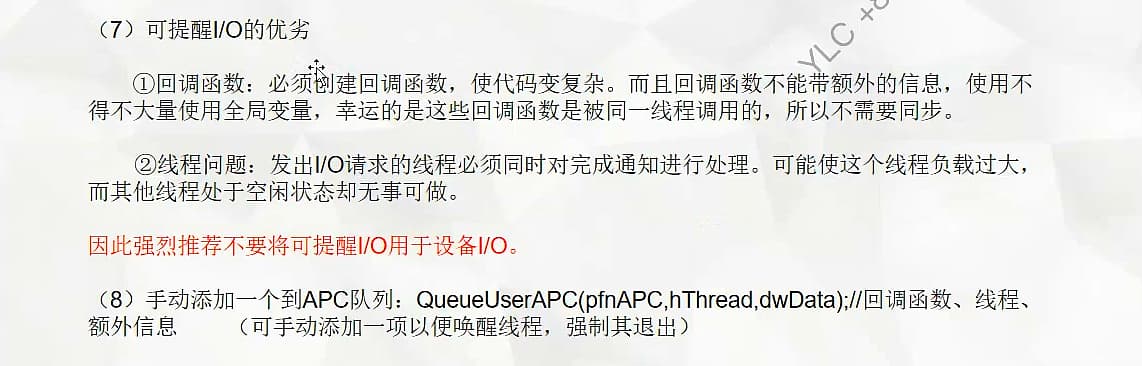 （7）可提醒I/O的优劣
①回调函数：必须创建回调函数，使代码变复杂。而且回调函数不能带额外的信息，使用不
得不大量使用全局变量，幸运的是这些回调函数是被同一线程调用的，所以不需要同步。
②线程问题：发出I/O请求的线程必须同时对完成通知进行处理。可能使这个线程负载过大，
而其他线程处于空闲状态却无事可做。
因此强烈推荐不要将可提醒I/O用于设备I/O。
（8）手动添加一个到APC队列：QueueUserAPC(pfnAPC,hThread,dwData);//回调函数、线程、
额外信息 （可手动添加一项以便唤醒线程，强制其退出）
YLC